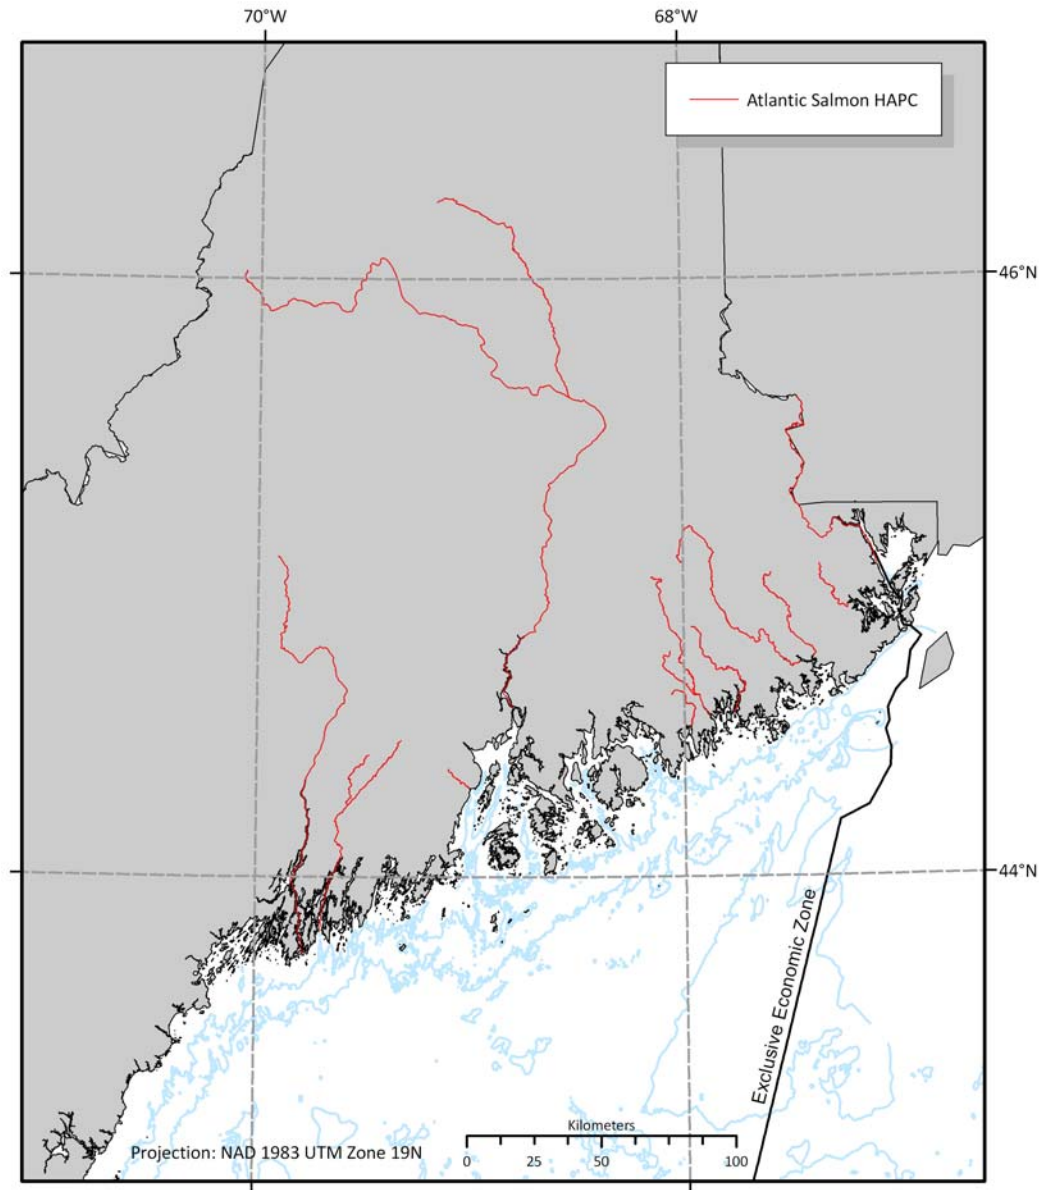 70°W
68°W
Atlantic Salmon HAPC
46°N
44°N
Exclusive Economic Zone
Kilometers
Projection: NAD 1983 UTM Zone 19N
0 25 50 100